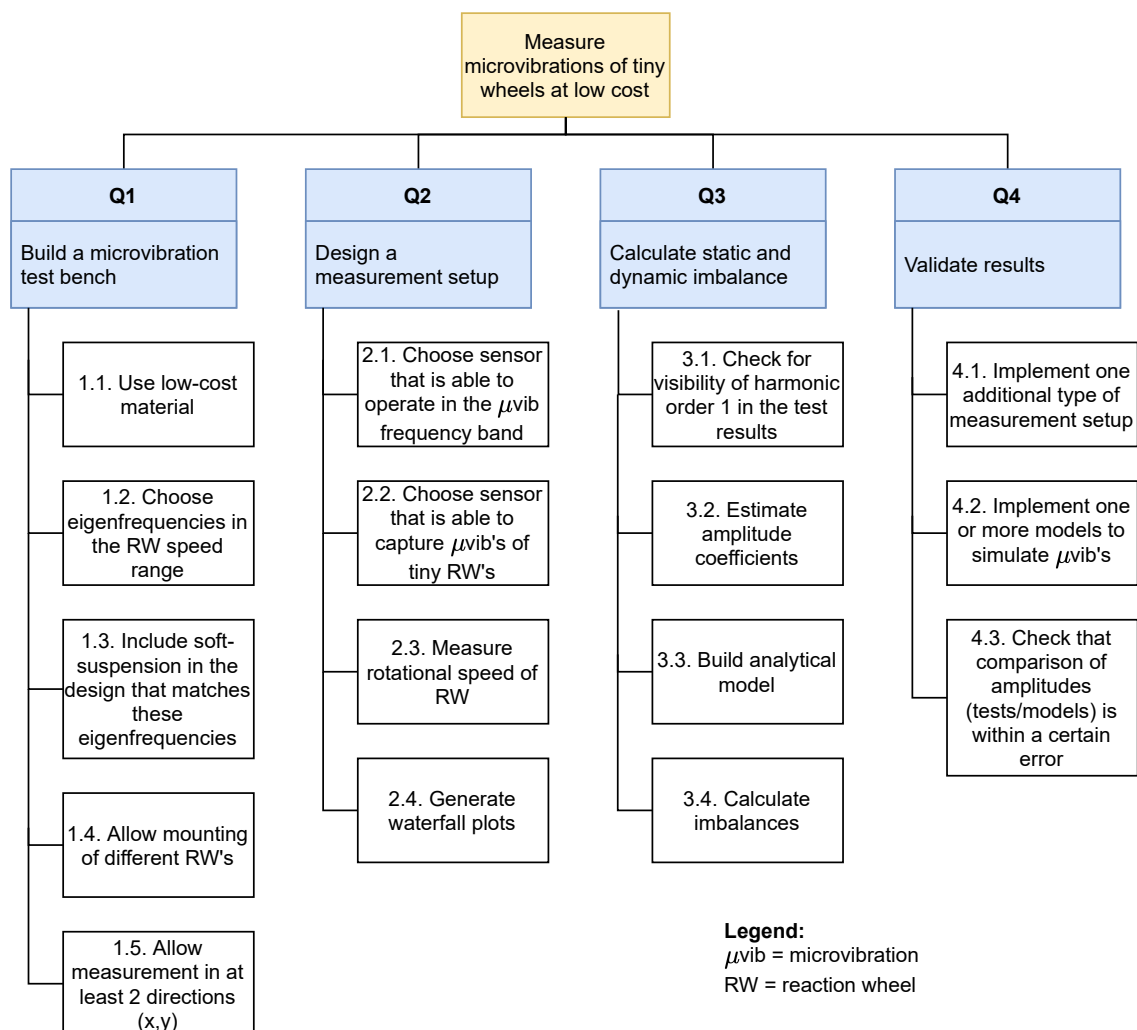 Measure
microvibrations of tiny
wheels at low cost
Q1
Build a microvibration
test bench
1.1. Use low-cost
material
1.2. Choose
eigenfrequencies in
the RW speed
range
1.3. Include soft-
suspension in the
design that matches
these
eigenfrequencies
1.4. Allow mounting
of different RW's
1.5. Allow
measurement in at
least 2 directions
(x,y)
Q2
Design a
measurement setup
2.1. Choose sensor
that is able to
operate in the μvib
frequency band
2.2. Choose sensor
that is able to
capture μvib's of
tiny RW's
2.3. Measure
rotational speed of
RW
2.4. Generate
waterfall plots
Q3
Calculate static and
dynamic imbalance
3.1. Check for
visibility of harmonic
order 1 in the test
results
3.2. Estimate
amplitude
coefficients
3.3. Build analytical
model
3.4. Calculate
imbalances
Q4
Validate results
4.1. Implement one
additional type of
measurement setup
4.2. Implement one
or more models to
simulate μvib's
4.3. Check that
comparison of
amplitudes
(tests/models) is
within a certain
error
Legend:
μvib = microvibration
RW = reaction wheel